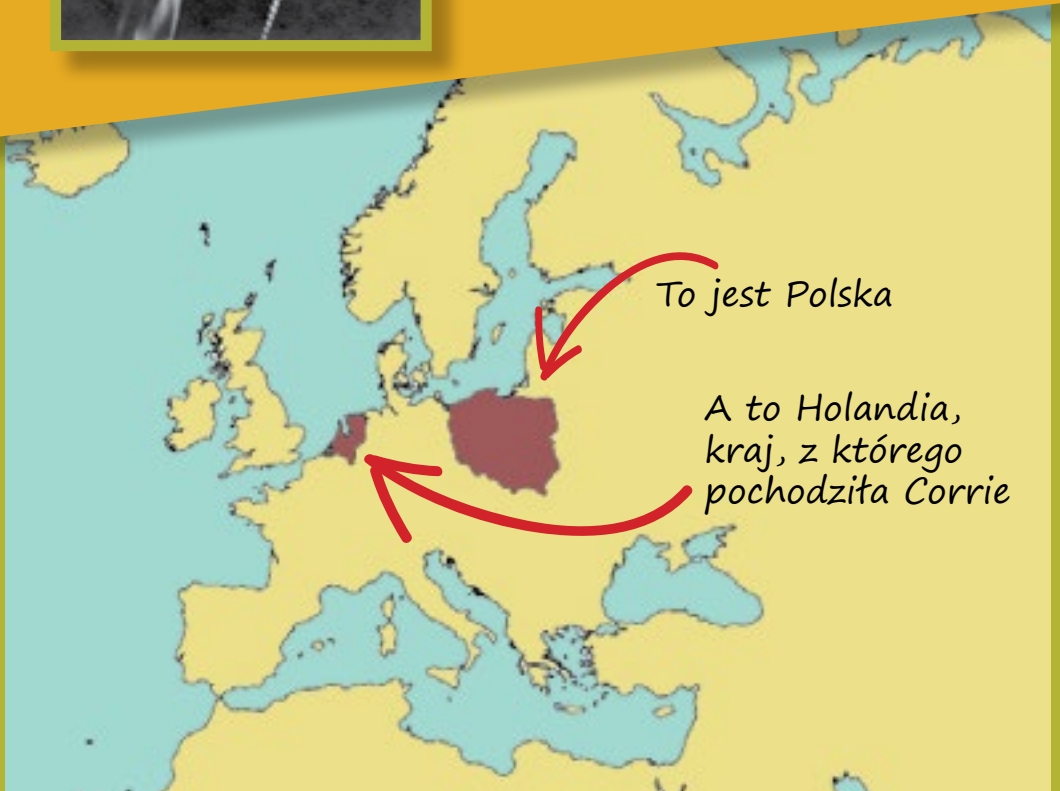 To jest Polska
A to Holandia,
kraj, z którego
pochodziła Corrie